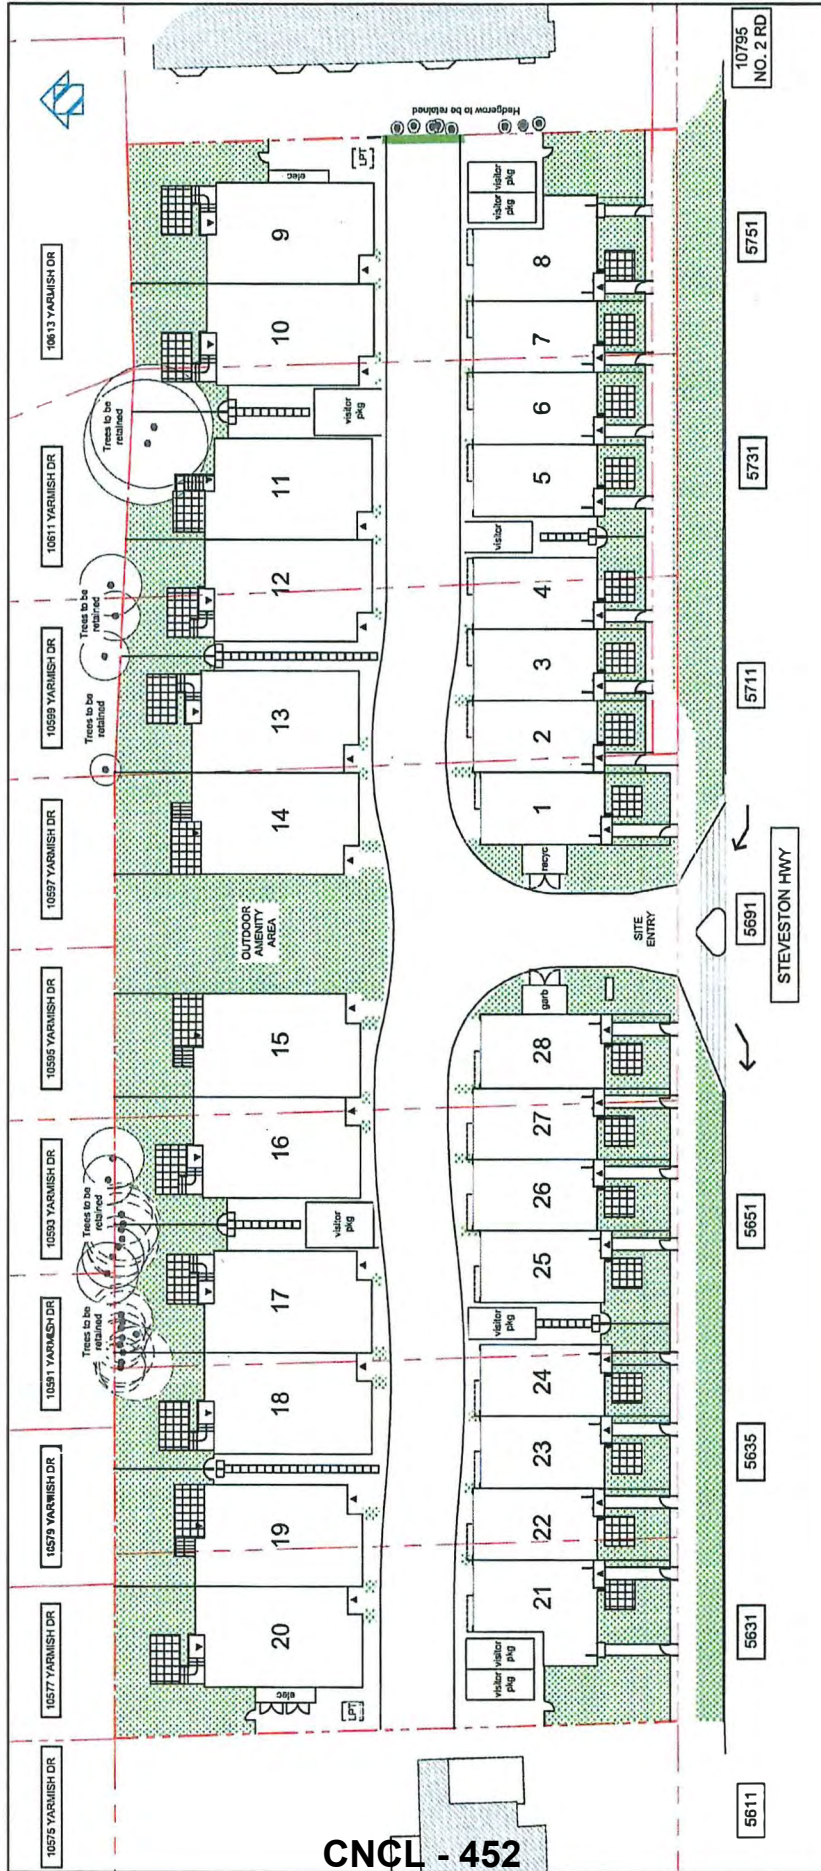 10575 YARMISH DR
10577 YARMISH DR
10579 YARMISH DR
10591 YARMISH DR
10593 YARMISH DR
10595 YARMISH DR
10597 YARMISH DR
10599 YARMISH DR
10611 YARMISH DR
10613 YARMISH DR
Trees to be
retained
Trees to be
retained
Trees to be
retained
Trees to be
retained
Trees to be
retained
elec
20
19
18
17
16
15
OUTDOOR
AMENITY
AREA
14
13
12
11
10
9
elec
LPT
visitor
pkg
visitor
pkg
LPT
Hedgerow to be retained
visitor
pkg
visitor
pkg
visitor
pkg
visitor
visitor
pkg
visitor
pkg
21
22
23
24
25
26
27
28
garb
recyc
1
2
3
4
5
6
7
8
SITE
ENTRY
5611
5631
5635
5651
5691
5711
5731
5751
10795
NO. 2 RD
STEVESTON HWY
CNCL - 452